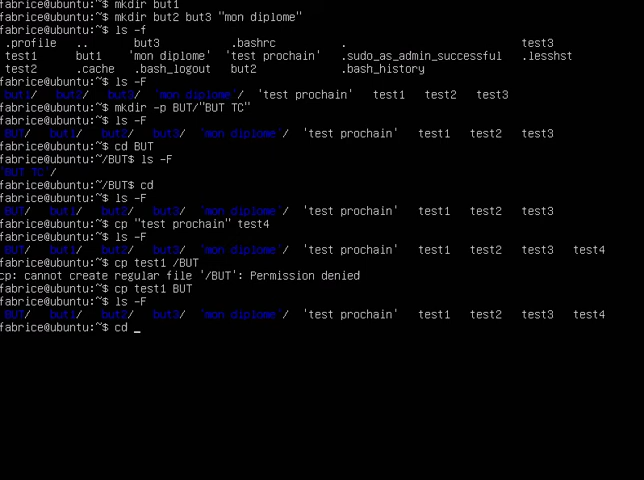 fabrice@ubuntu:~$ mkdir but1
fabrice@ubuntu:~$ mkdir but2 but3 "mon diplome"
fabrice@ubuntu:~$ ls -f
.profile .. but3 .bashrc . test3
test1 but1 'mon diplome' 'test prochain' .sudo_as_admin_successful .lesshst
test2 .cache .bash_logout but2 .bash_history
fabrice@ubuntu:~$ ls -F
but1/ but2/ but3/ 'mon diplome'/ 'test prochain' test1 test2 test3
fabrice@ubuntu:~$ mkdir -p BUT/"BUT TC"
fabrice@ubuntu:~$ ls -F
BUT/ but1/ but2/ but3/ 'mon diplome'/ 'test prochain' test1 test2 test3
fabrice@ubuntu:~$ cd BUT
fabrice@ubuntu:~/BUT$ ls -F
'BUT TC'/
fabrice@ubuntu:~/BUT$ cd
fabrice@ubuntu:~$ ls -F
BUT/ but1/ but2/ but3/ 'mon diplome'/ 'test prochain' test1 test2 test3
fabrice@ubuntu:~$ cp "test prochain" test4
fabrice@ubuntu:~$ ls -F
BUT/ but1/ but2/ but3/ 'mon diplome'/ 'test prochain' test1 test2 test3 test4
fabrice@ubuntu:~$ cp test1 /BUT
cp: cannot create regular file '/BUT': Permission denied
fabrice@ubuntu:~$ cp test1 BUT
fabrice@ubuntu:~$ ls -F
BUT/ but1/ but2/ but3/ 'mon diplome'/ 'test prochain' test1 test2 test3 test4
fabrice@ubuntu:~$ cd _